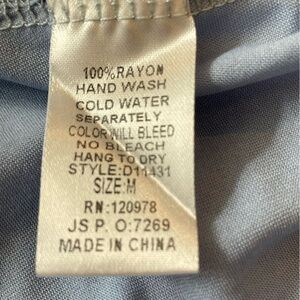 100%RAYON
HAND WASH
COLD WATER
SEPARATELY
COLOR WILL BLEED
NO BLEACH
HANG TO DRY
STYLE:D11431
SIZE:M
RN:120978
JS P. O:7269
MADE IN CHINA